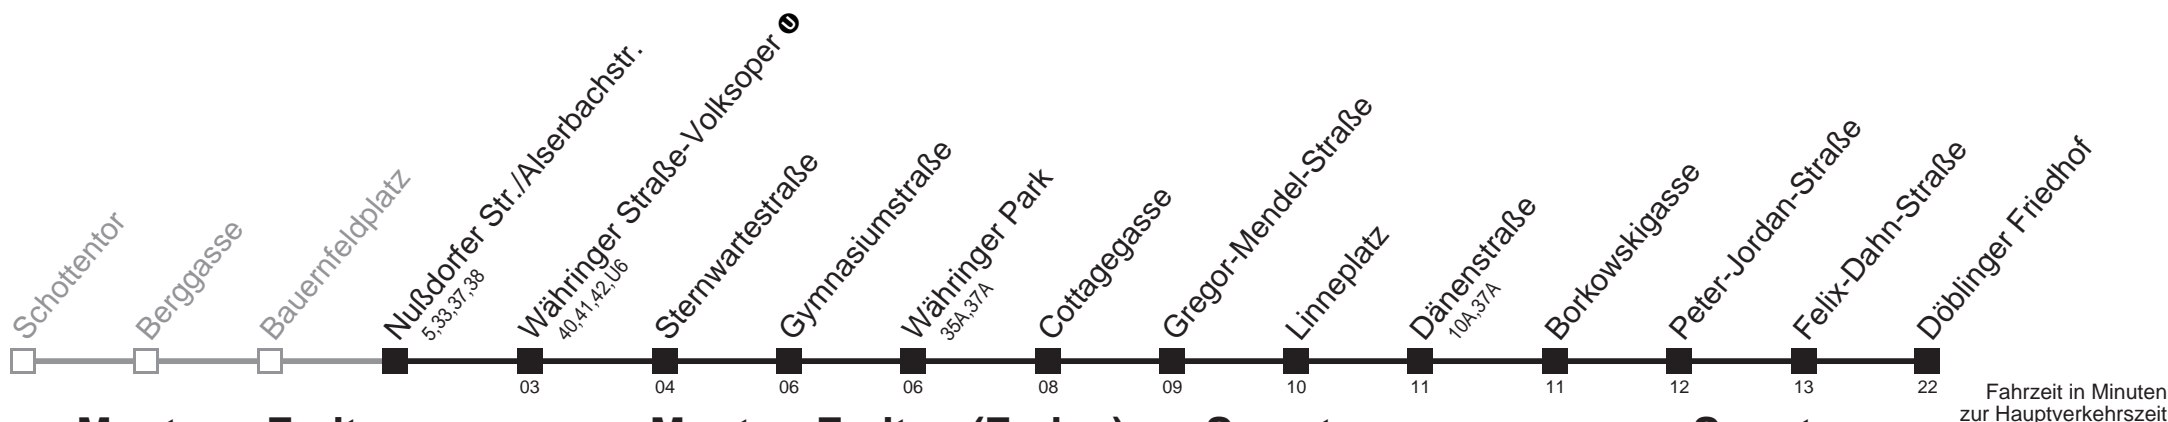 Schottentor
Berggasse
Bauernfeldplatz
Nußdorfer Str./Alserbachstr.
5,33,37,38
Währinger Straße-Volksoper U
40,41,42,U6
Sternwartestraße
Gymnasiumstraße
Währinger Park
35A,37A
Cottagegasse
Gregor-Mendel-Straße
Linneplatz
Dänenstraße
10A,37A
Borkowskigasse
Peter-Jordan-Straße
Felix-Dahn-Straße
Döblinger Friedhof
03 04 06 06 08 09 10 11 11 12 13 22
Fahrzeit in Minuten
zur Hauptverkehrszeit